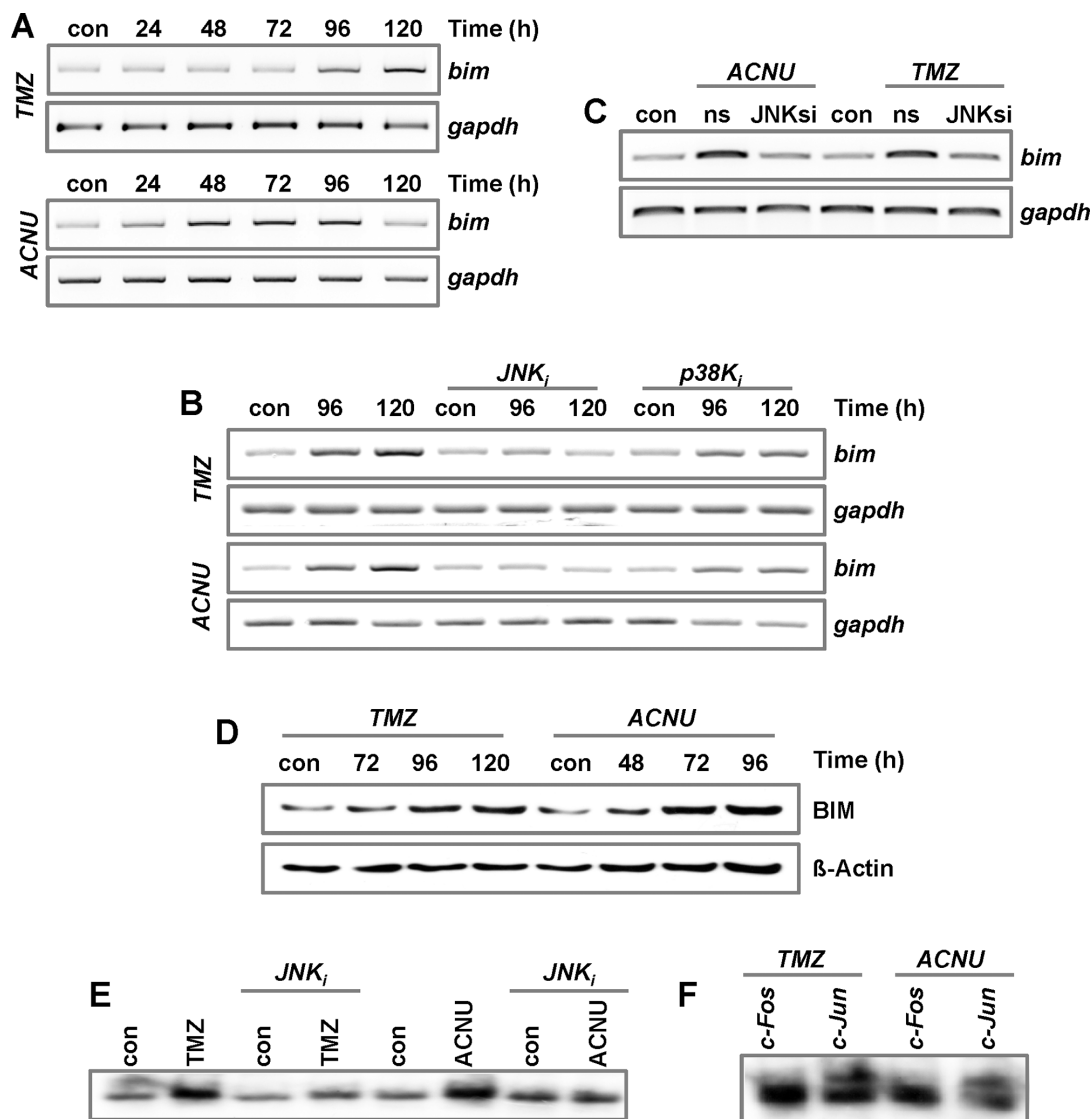 A
con 24 48 72 96 120 Time (h)
TMZ
bim
gapdh
con 24 48 72 96 120 Time (h)
ACNU
bim
gapdh
C
ACNU TMZ
con ns JNKsi con ns JNKsi
bim
gapdh
B
JNKi p38Ki
con 96 120 con 96 120 con 96 120 Time (h)
TMZ
bim
gapdh
ACNU
bim
gapdh
D
TMZ ACNU
con 72 96 120 con 48 72 96 Time (h)
BIM
ß-Actin
E
JNKi JNKi
con TMZ con TMZ con ACNU con ACNU
F
TMZ ACNU
c-Fos c-Jun c-Fos c-Jun